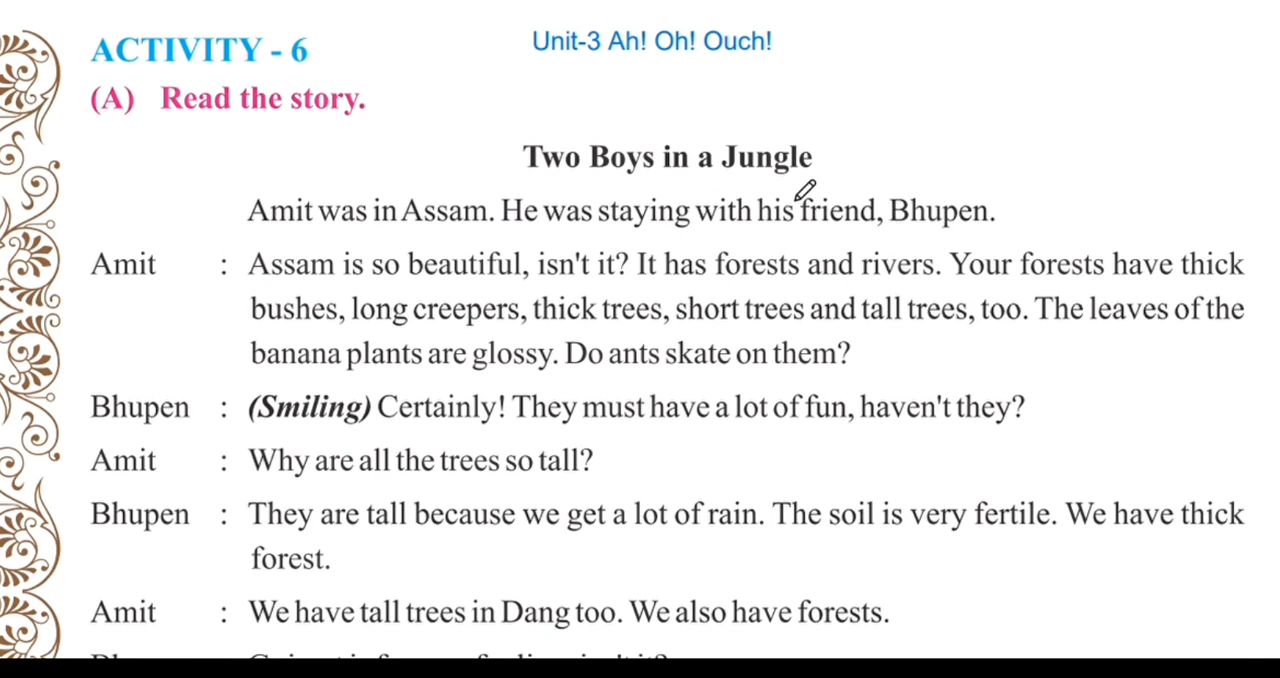 ACTIVITY - 6
Unit-3 Ah! Oh! Ouch!
(A) Read the story.
Two Boys in a Jungle
Amit was in Assam. He was staying with his friend, Bhupen.
Amit : Assam is so beautiful, isn't it? It has forests and rivers. Your forests have thick
bushes, long creepers, thick trees, short trees and tall trees, too. The leaves of the
banana plants are glossy. Do ants skate on them?
Bhupen : (Smiling) Certainly! They must have a lot of fun, haven't they?
Amit : Why are all the trees so tall?
Bhupen : They are tall because we get a lot of rain. The soil is very fertile. We have thick
forest.
Amit : We have tall trees in Dang too. We also have forests.